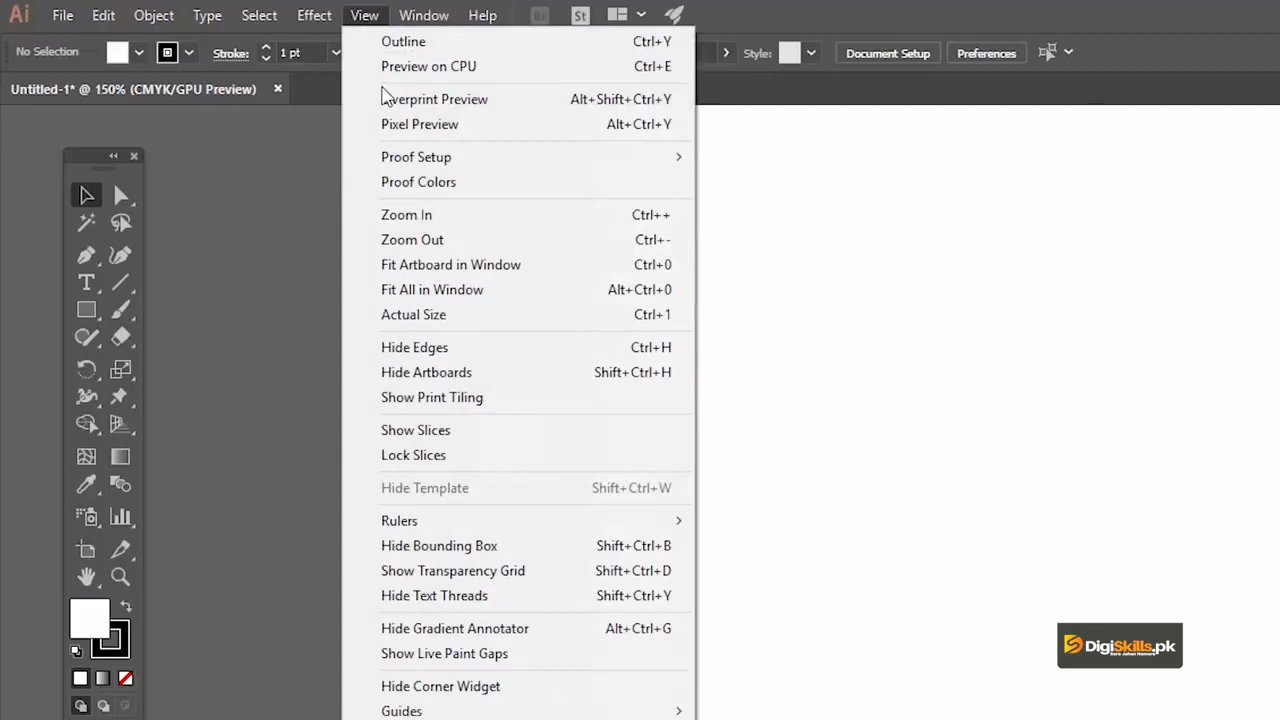 Ai File Edit Object Type Select Effect View Window Help Br St
No Selection Stroke: 1 pt Style: Document Setup Preferences
Untitled-1* @ 150% (CMYK/GPU Preview)
Outline Ctrl+Y
Preview on CPU Ctrl+E
verprint Preview Alt+Shift+Ctrl+Y
Pixel Preview Alt+Ctrl+Y
Proof Setup
Proof Colors
Zoom In Ctrl++
Zoom Out Ctrl+-
Fit Artboard in Window Ctrl+0
Fit All in Window Alt+Ctrl+0
Actual Size Ctrl+1
Hide Edges Ctrl+H
Hide Artboards Shift+Ctrl+H
Show Print Tiling
Show Slices
Lock Slices
Hide Template Shift+Ctrl+W
Rulers
Hide Bounding Box Shift+Ctrl+B
Show Transparency Grid Shift+Ctrl+D
Hide Text Threads Shift+Ctrl+Y
Hide Gradient Annotator Alt+Ctrl+G
Show Live Paint Gaps
Hide Corner Widget
Guides
DigiSkills.pk